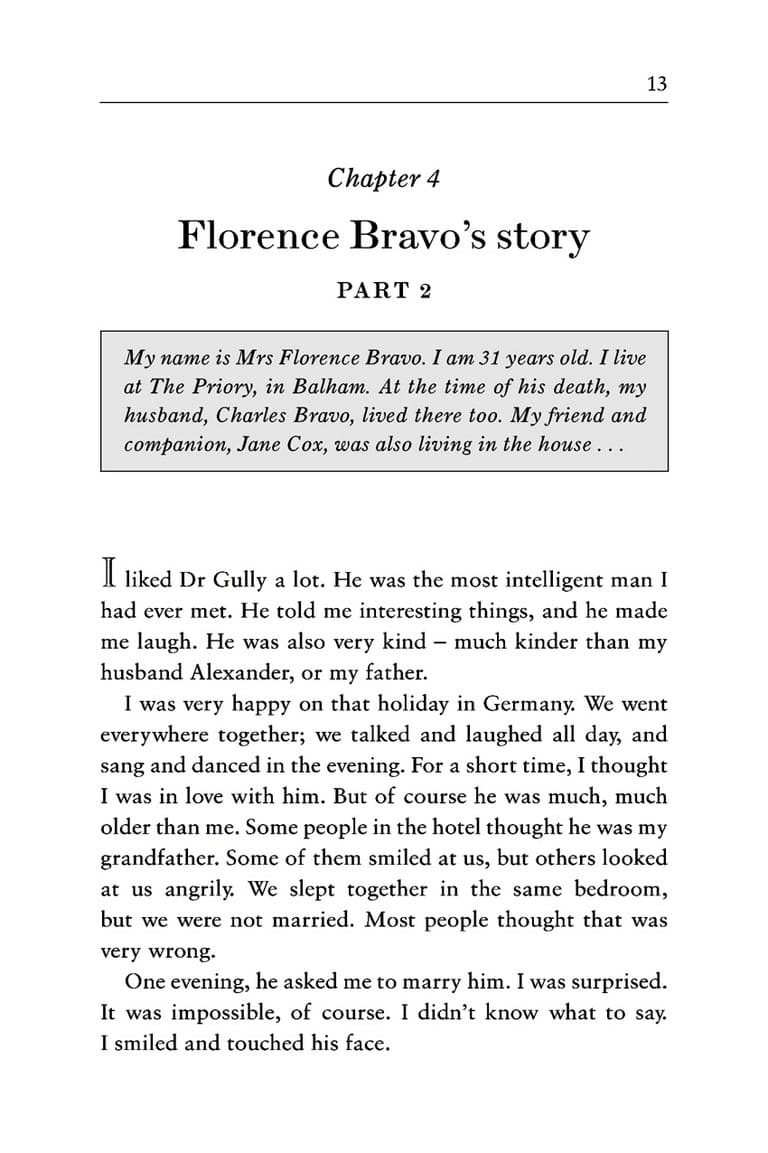 13
Chapter 4
Florence Bravo’s story
PART 2
My name is Mrs Florence Bravo. I am 31 years old. I live
at The Priory, in Balham. At the time of his death, my
husband, Charles Bravo, lived there too. My friend and
companion, Jane Cox, was also living in the house . . .
I liked Dr Gully a lot. He was the most intelligent man I
had ever met. He told me interesting things, and he made
me laugh. He was also very kind – much kinder than my
husband Alexander, or my father.
I was very happy on that holiday in Germany. We went
everywhere together; we talked and laughed all day, and
sang and danced in the evening. For a short time, I thought
I was in love with him. But of course he was much, much
older than me. Some people in the hotel thought he was my
grandfather. Some of them smiled at us, but others looked
at us angrily. We slept together in the same bedroom,
but we were not married. Most people thought that was
very wrong.
One evening, he asked me to marry him. I was surprised.
It was impossible, of course. I didn’t know what to say.
I smiled and touched his face.